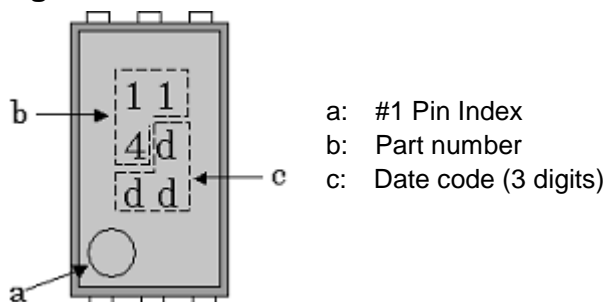 1 1
4 d
d d
b
c
a
a: #1 Pin Index
b: Part number
c: Date code (3 digits)